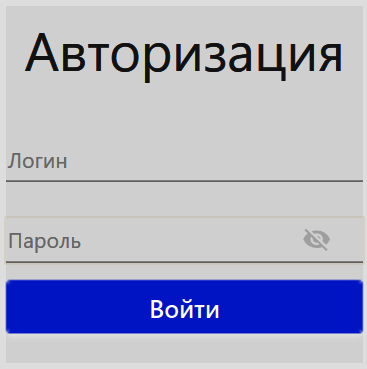 Авторизация
Логин
Пароль
Войти